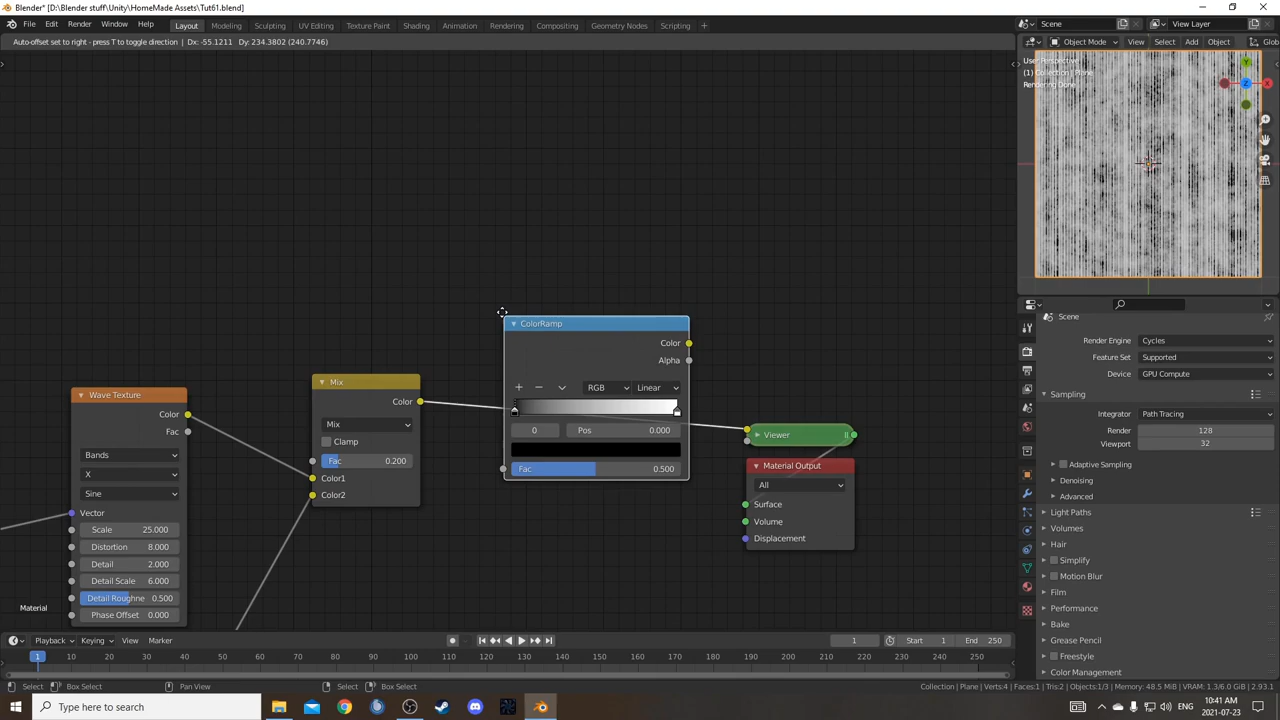 Blender* [D:\Blender stuff\Unity\HomeMade Assets\Tut61.blend]
File Edit Render Window Help Layout Modeling Sculpting UV Editing Texture Paint Shading Animation Rendering Compositing Geometry Nodes Scripting + Scene View Layer
Auto-offset set to right - press T to toggle direction | Dx: -55.1211 Dy: 234.3802 (240.7746)
Object Mode View Select Add Object Glob
User Perspective
(1) Collection | Plane
Rendering Done
Z
X
ColorRamp
Color
Alpha
+ − RGB Linear
0 Pos 0.000
Fac 0.500
Mix
Color
Mix
Clamp
Fac 0.200
Color1
Color2
Wave Texture
Color
Fac
Bands
X
Sine
Vector
Scale 25.000
Distortion 8.000
Detail 2.000
Detail Scale 6.000
Detail Roughne 0.500
Phase Offset 0.000
Material
Viewer
Material Output
All
Surface
Volume
Displacement
Scene
Render Engine Cycles
Feature Set Supported
Device GPU Compute
Sampling
Integrator Path Tracing
Render 128
Viewport 32
Adaptive Sampling
Denoising
Advanced
Light Paths
Volumes
Hair
Simplify
Motion Blur
Film
Performance
Bake
Grease Pencil
Freestyle
Color Management
Playback Keying View Marker 1 Start 1 End 250
1 10 20 30 40 50 60 70 80 90 100 110 120 130 140 150 160 170 180 190 200 210 220 230 240 250
Select Box Select Pan View Select Box Select Collection | Plane | Verts:4 | Faces:1 | Tris:2 | Objects:1/3 | Memory: 48.5 MiB | VRAM: 1.3/6.0 GiB | 2.93.1
Type here to search
ENG
10:41 AM
2021-07-23